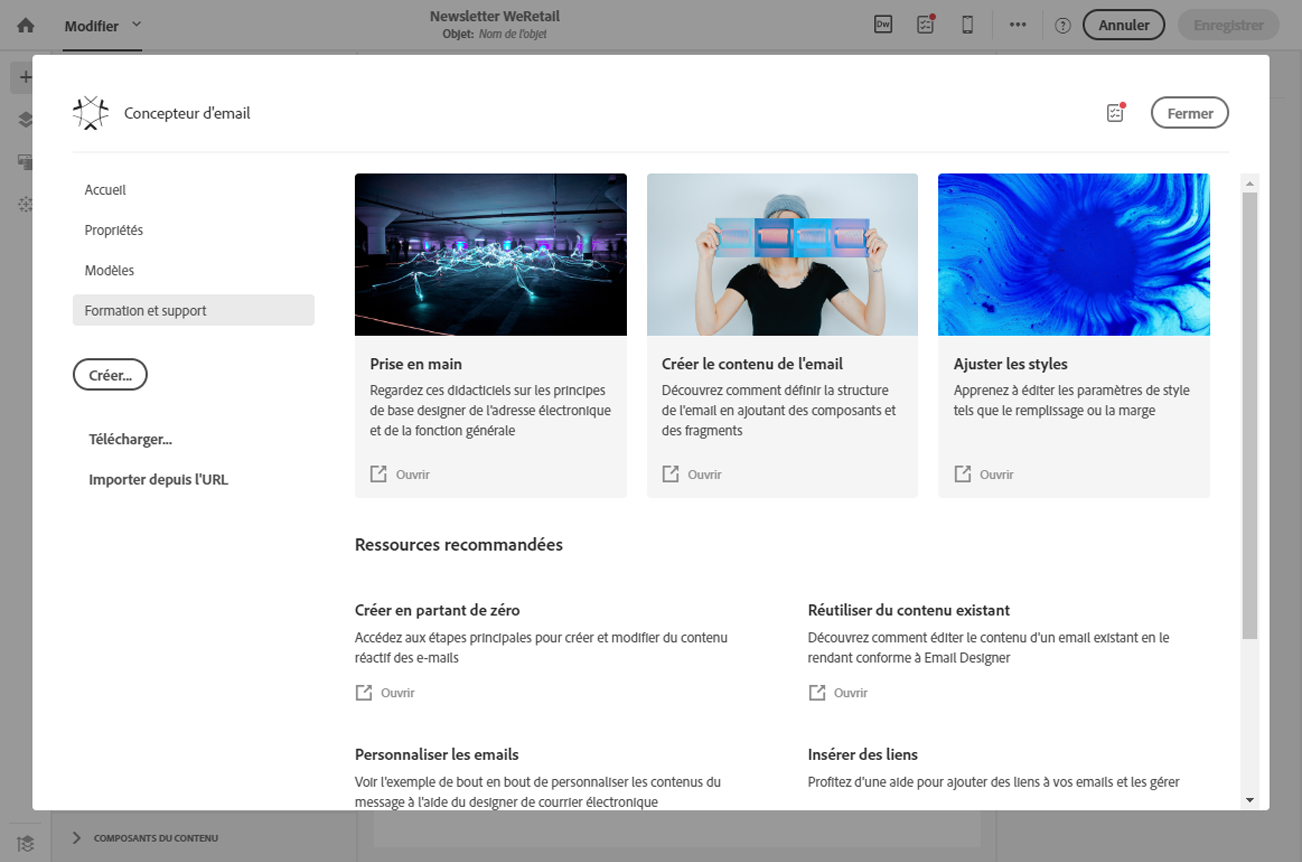 Modifier
Newsletter WeRetail
Objet: Nom de l'objet
Dw
Annuler
Enregistrer
Concepteur d'email
Fermer
Accueil
Propriétés
Modèles
Formation et support
Créer...
Télécharger...
Importer depuis l'URL
Prise en main
Regardez ces didacticiels sur les principes
de base designer de l'adresse électronique
et de la fonction générale
Ouvrir
Créer le contenu de l'email
Découvrez comment définir la structure
de l'email en ajoutant des composants et
des fragments
Ouvrir
Ajuster les styles
Apprenez à éditer les paramètres de style
tels que le remplissage ou la marge
Ouvrir
Ressources recommandées
Créer en partant de zéro
Accédez aux étapes principales pour créer et modifier du contenu
réactif des e-mails
Ouvrir
Réutiliser du contenu existant
Découvrez comment éditer le contenu d'un email existant en le
rendant conforme à Email Designer
Ouvrir
Personnaliser les emails
Voir l'exemple de bout en bout de personnaliser les contenus du
message à l'aide du designer de courrier électronique
Insérer des liens
Profitez d'une aide pour ajouter des liens à vos emails et les gérer
COMPOSANTS DU CONTENU